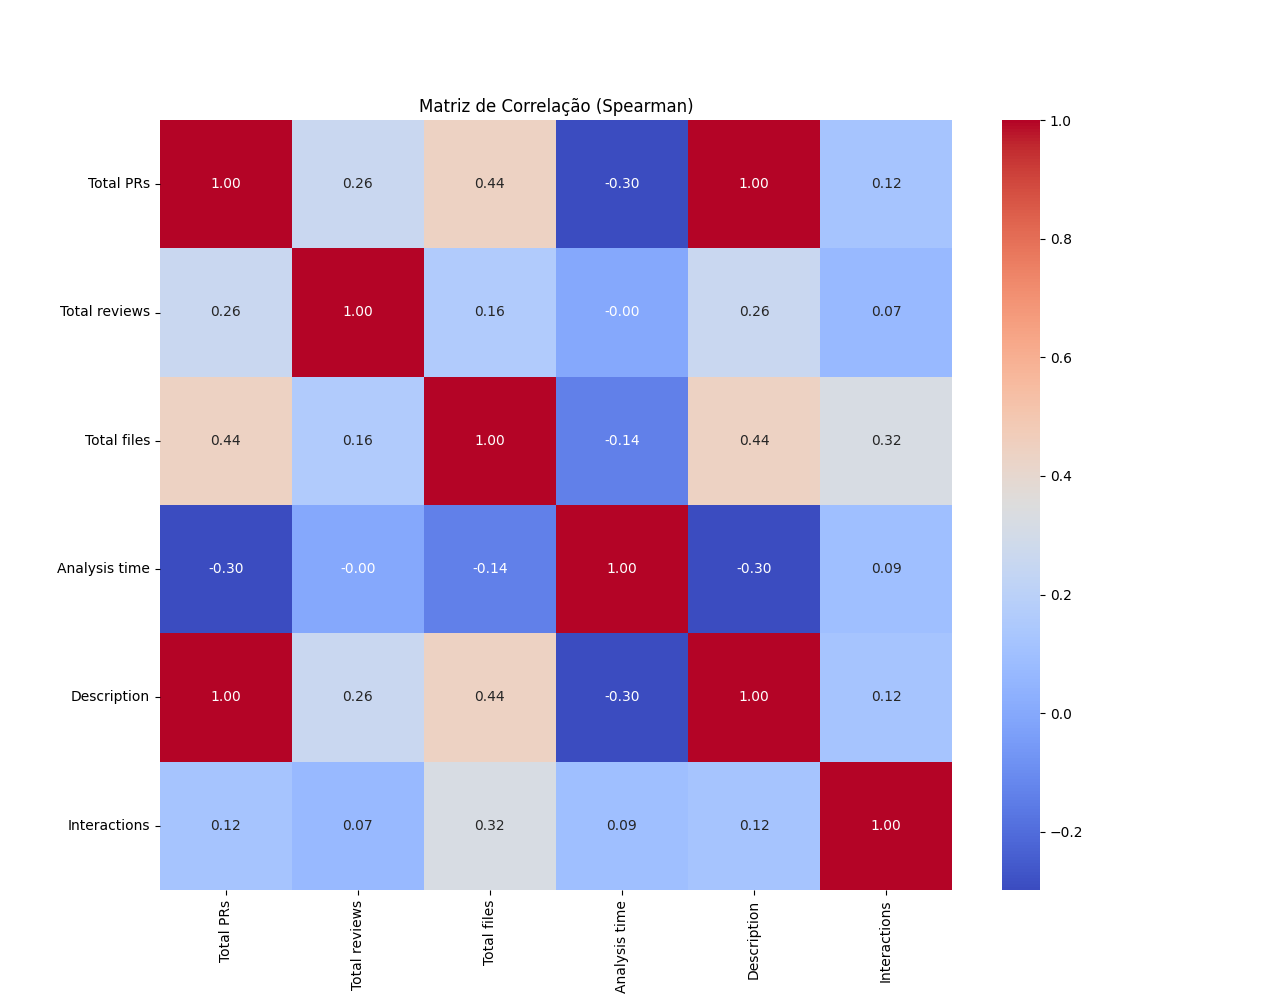 Matriz de Correlação (Spearman)
Total PRs 1.00 0.26 0.44 -0.30 1.00 0.12
Total reviews 0.26 1.00 0.16 -0.00 0.26 0.07
Total files 0.44 0.16 1.00 -0.14 0.44 0.32
Analysis time -0.30 -0.00 -0.14 1.00 -0.30 0.09
Description 1.00 0.26 0.44 -0.30 1.00 0.12
Interactions 0.12 0.07 0.32 0.09 0.12 1.00
Total PRs
Total reviews
Total files
Analysis time
Description
Interactions
1.0
0.8
0.6
0.4
0.2
0.0
−0.2